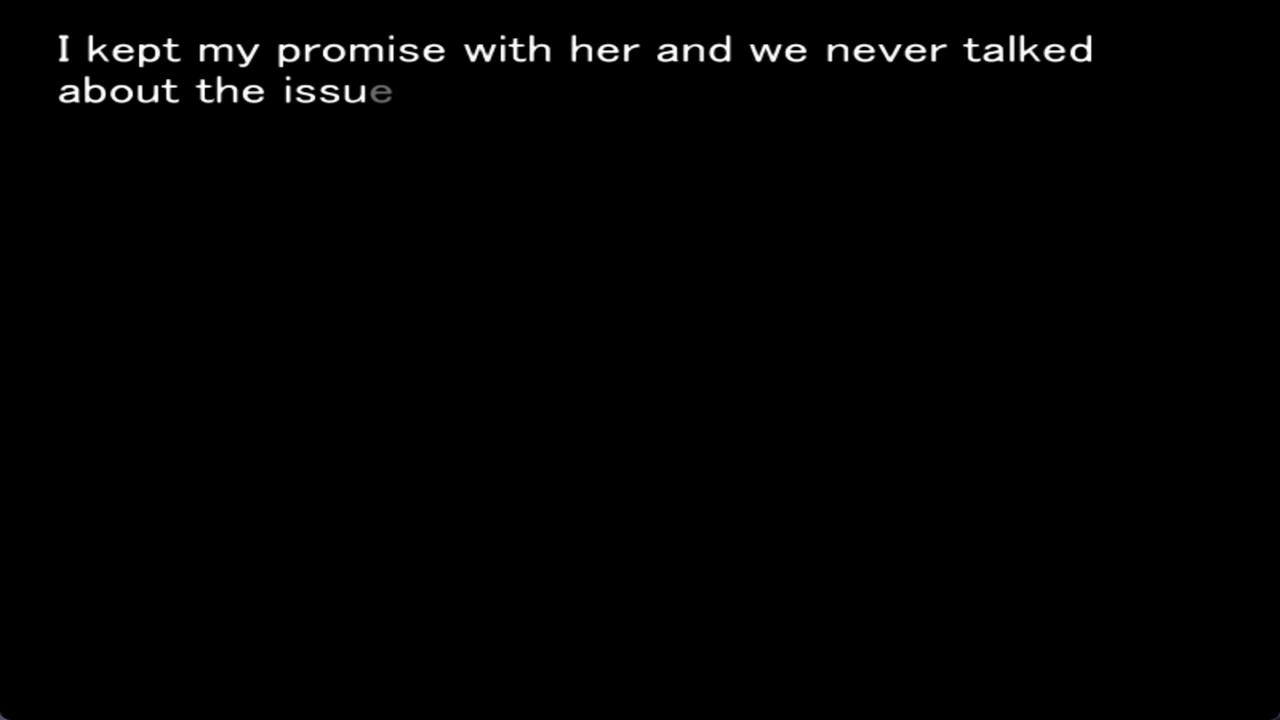 I kept my promise with her and we never talked
about the issue